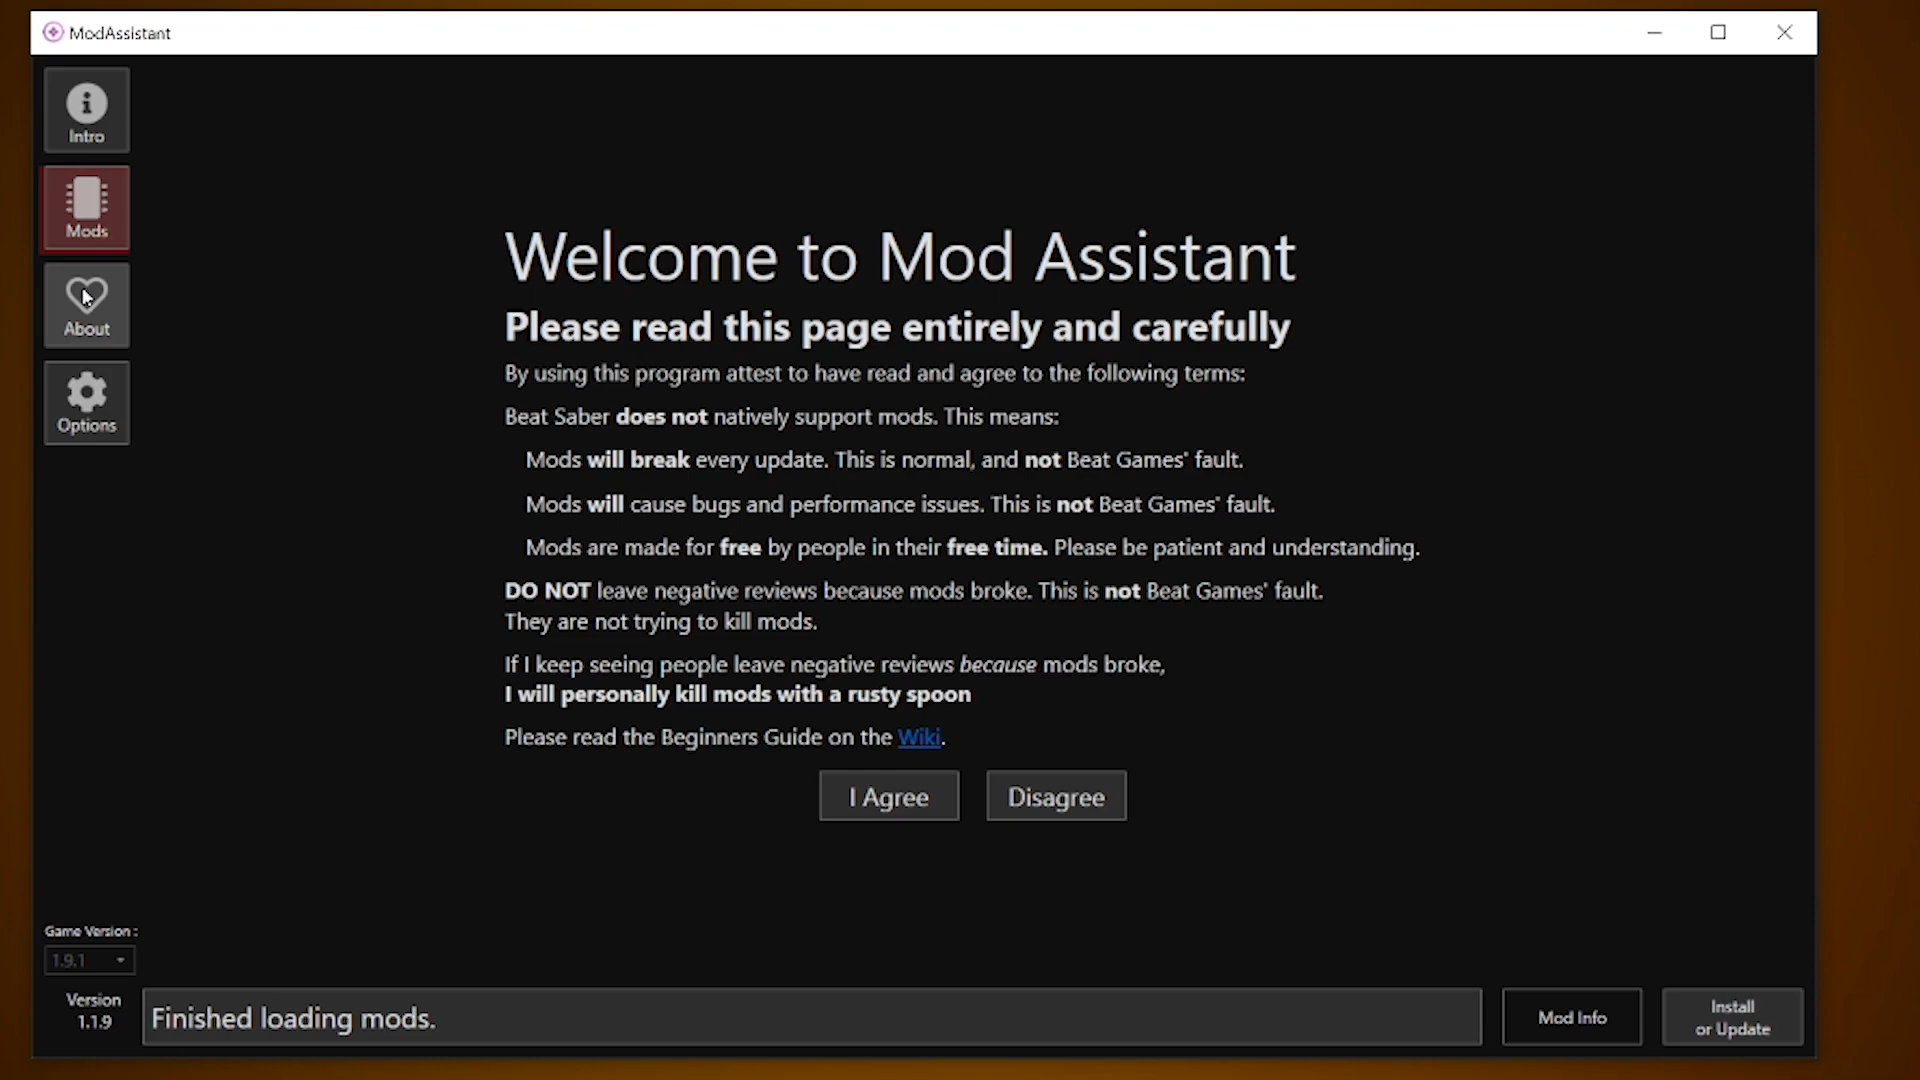 ModAssistant
Intro
Mods
About
Options
Welcome to Mod Assistant
Please read this page entirely and carefully
By using this program attest to have read and agree to the following terms:
Beat Saber does not natively support mods. This means:
Mods will break every update. This is normal, and not Beat Games' fault.
Mods will cause bugs and performance issues. This is not Beat Games' fault.
Mods are made for free by people in their free time. Please be patient and understanding.
DO NOT leave negative reviews because mods broke. This is not Beat Games' fault.
They are not trying to kill mods.
If I keep seeing people leave negative reviews because mods broke,
I will personally kill mods with a rusty spoon
Please read the Beginners Guide on the Wiki.
I Agree
Disagree
Game Version :
1.9.1
Version
1.1.9
Finished loading mods.
Mod Info
Install
or Update